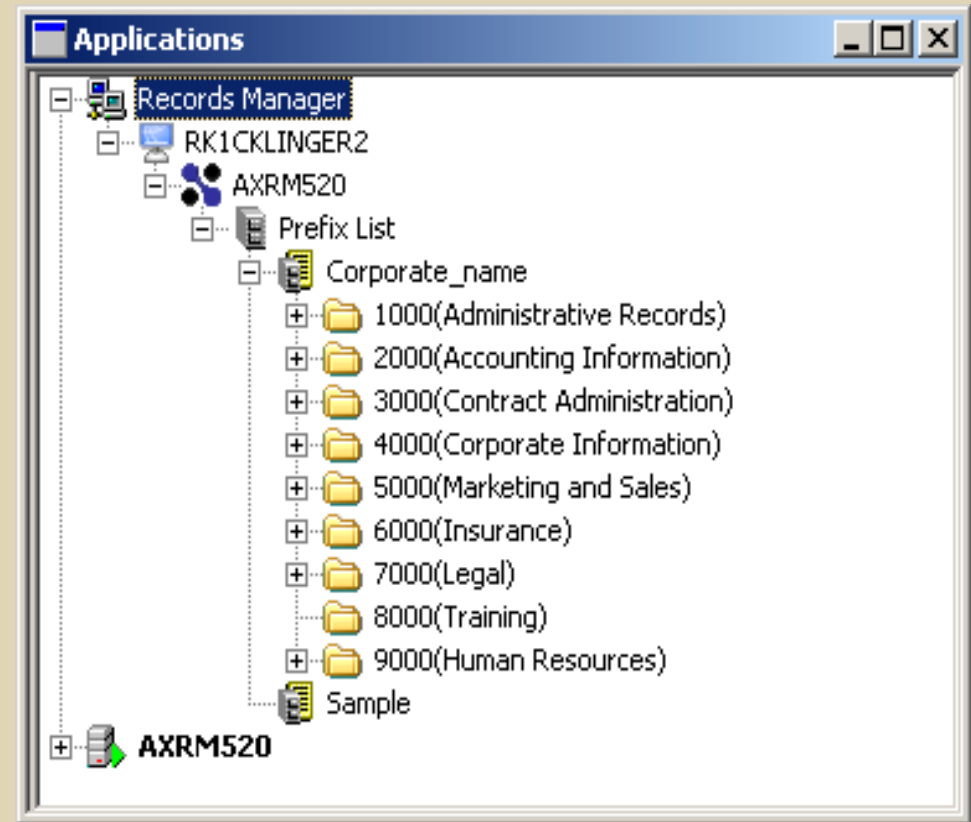 Applications
Records Manager
RK1CKLINGER2
AXRM520
Prefix List
Corporate_name
1000(Administrative Records)
2000(Accounting Information)
3000(Contract Administration)
4000(Corporate Information)
5000(Marketing and Sales)
6000(Insurance)
7000(Legal)
8000(Training)
9000(Human Resources)
Sample
AXRM520